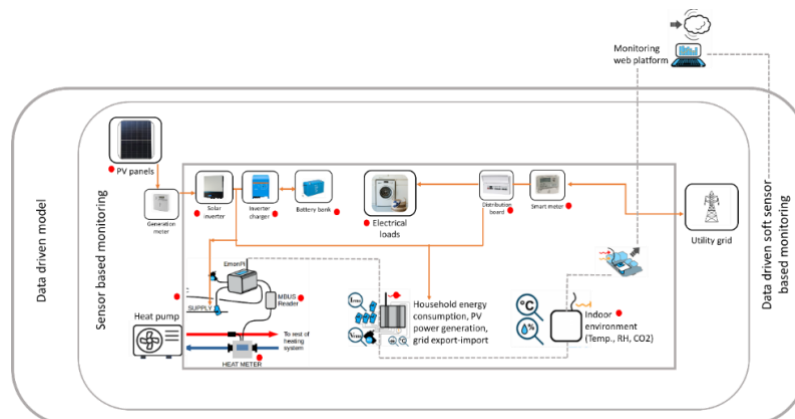 Monitoring
web platform
Data driven model
Sensor based monitoring
Data driven soft sensor
based monitoring
PV panels
Generation
meter
Solar
inverter
Inverter
charger
Battery bank
Electrical
loads
Distribution
board
Smart meter
Utility grid
EmonPi
SUPPLY
MBUS
Reader
Heat pump
To rest of
heating
system
HEAT METER
Household energy
consumption, PV
power generation,
grid export-import
°C
%
Indoor
environment
(Temp., RH, CO2)